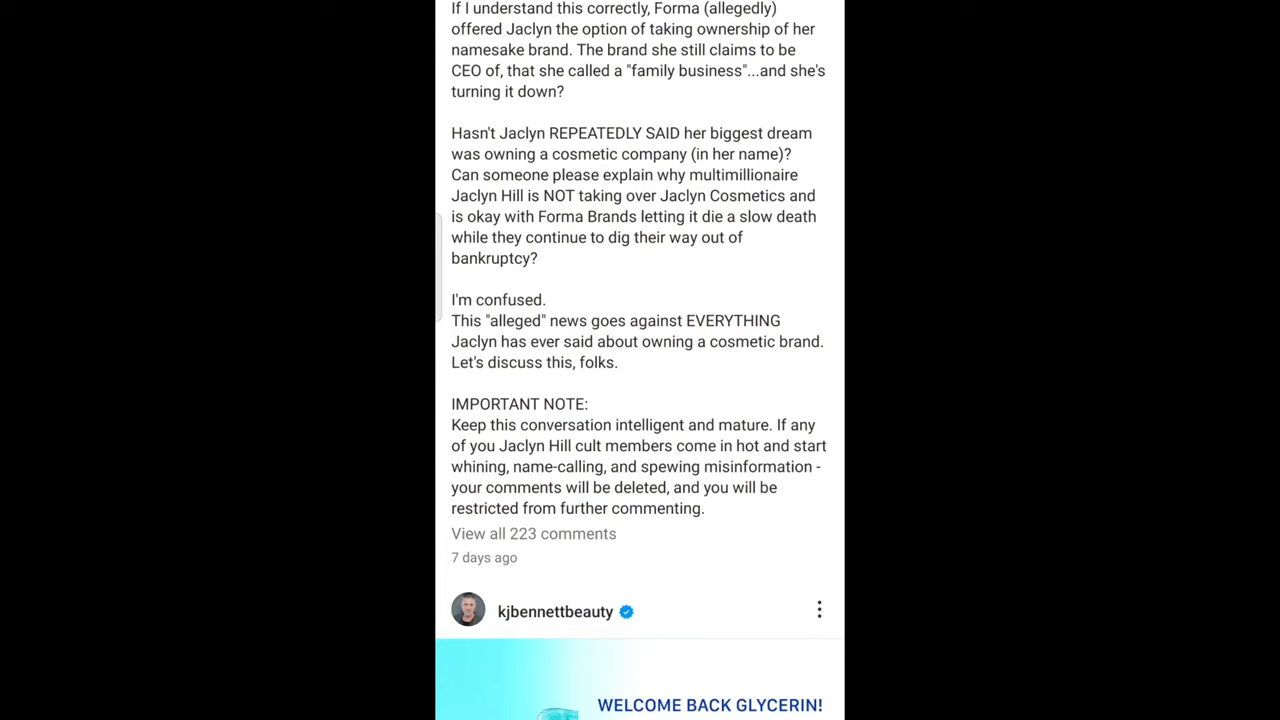 If I understand this correctly, Forma (allegedly)
offered Jaclyn the option of taking ownership of her
namesake brand. The brand she still claims to be
CEO of, that she called a "family business"...and she's
turning it down?
Hasn't Jaclyn REPEATEDLY SAID her biggest dream
was owning a cosmetic company (in her name)?
Can someone please explain why multimillionaire
Jaclyn Hill is NOT taking over Jaclyn Cosmetics and
is okay with Forma Brands letting it die a slow death
while they continue to dig their way out of
bankruptcy?
I'm confused.
This "alleged" news goes against EVERYTHING
Jaclyn has ever said about owning a cosmetic brand.
Let's discuss this, folks.
IMPORTANT NOTE:
Keep this conversation intelligent and mature. If any
of you Jaclyn Hill cult members come in hot and start
whining, name-calling, and spewing misinformation -
your comments will be deleted, and you will be
restricted from further commenting.
View all 223 comments
7 days ago
kjbennettbeauty
WELCOME BACK GLYCERIN!